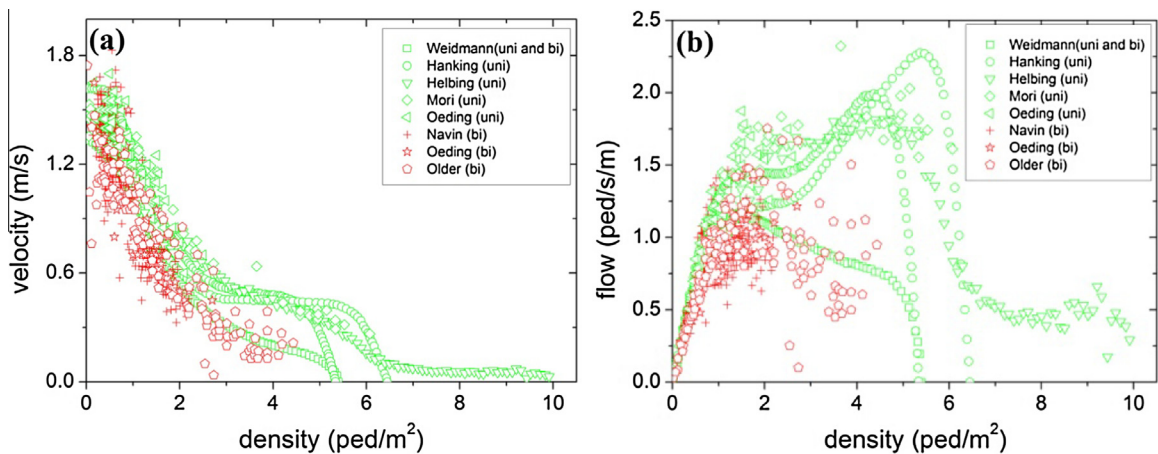 (a)
Weidmann(uni and bi)
Hanking (uni)
Helbing (uni)
Mori (uni)
Oeding (uni)
Navin (bi)
Oeding (bi)
Older (bi)
1.8
1.2
0.6
0.0
velocity (m/s)
0 2 4 6 8 10
density (ped/m²)
(b)
Weidmann(uni and bi)
Hanking (uni)
Helbing (uni)
Mori (uni)
Oeding (uni)
Navin (bi)
Oeding (bi)
Older (bi)
2.5
2.0
1.5
1.0
0.5
0.0
flow (ped/s/m)
0 2 4 6 8 10
density (ped/m²)